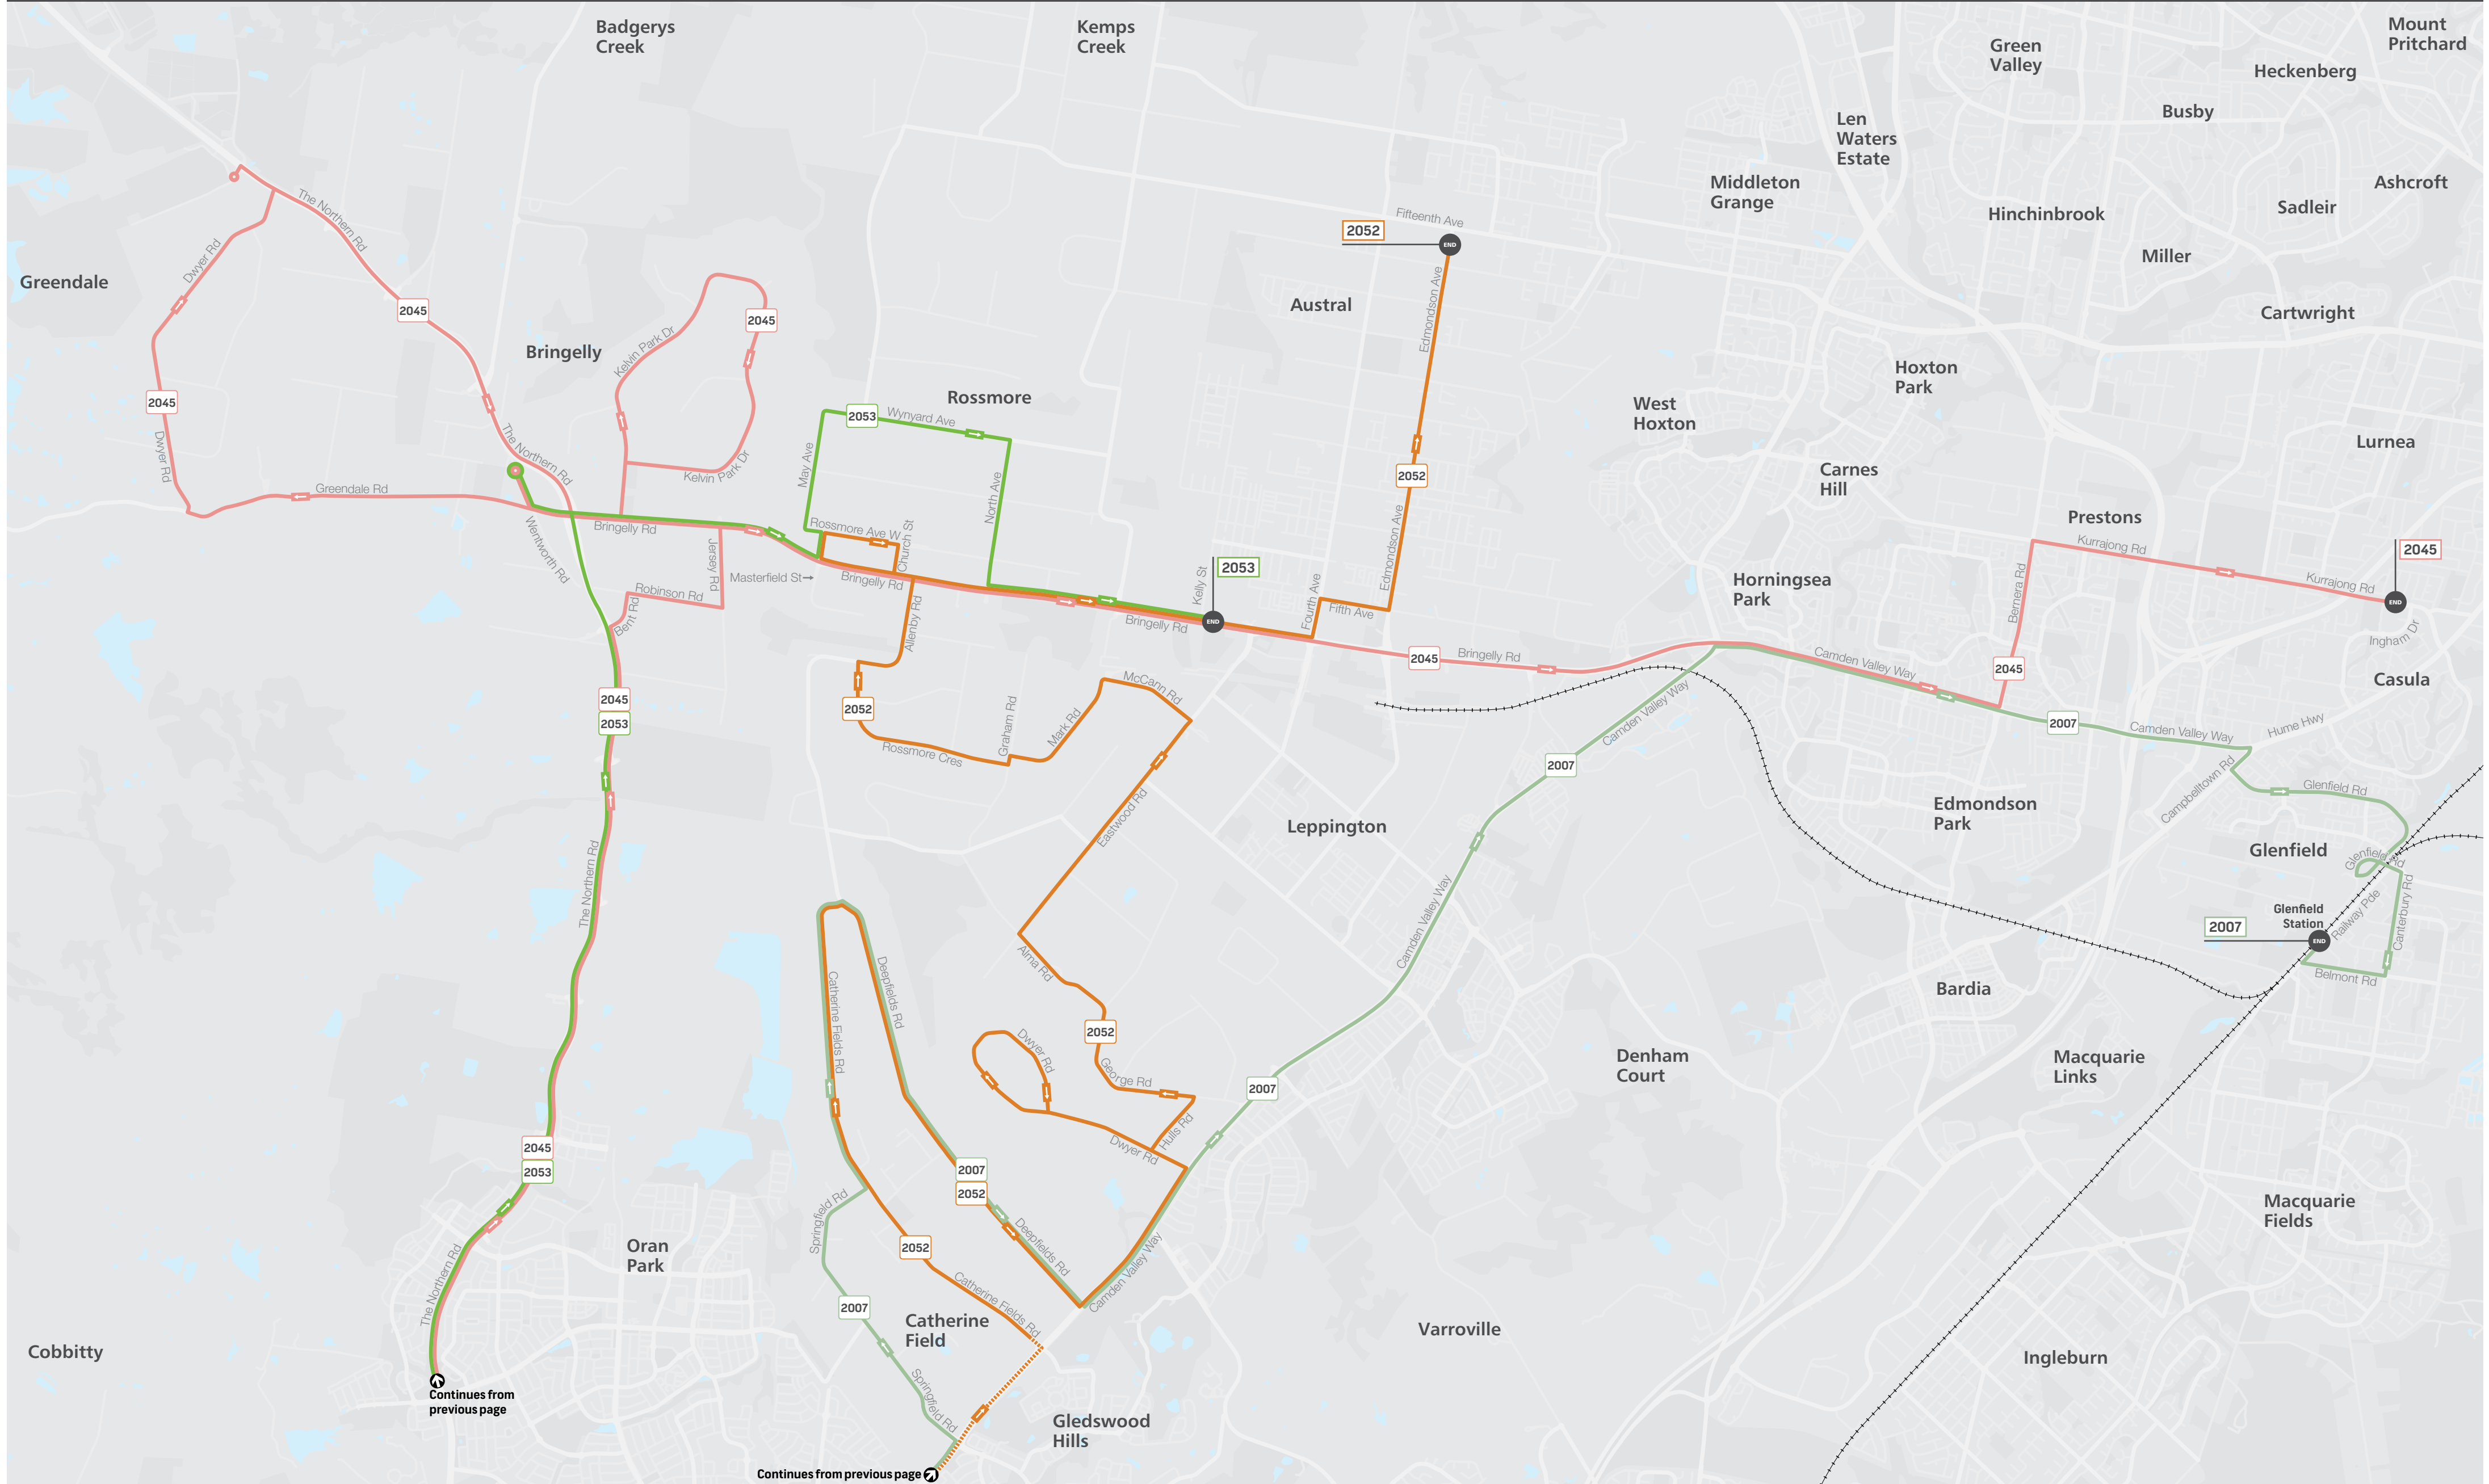 Badgerys
Creek
Kemps
Creek
Mount
Pritchard
Green
Valley
Heckenberg
Busby
Len
Waters
Estate
Middleton
Grange
Ashcroft
Sadleir
Hinchinbrook
Miller
Cartwright
The Northern Rd
Dwyer Rd
Greendale
2045
2045
Bringelly
Kelvin Park Dr
2045
Dwyer Rd
Greendale Rd
The Northern Rd
Kelvin Park Dr
Fifteenth Ave
2052
END
Edmondson Ave
Austral
Rossmore
2053
Wynyard Ave
May Ave
North Ave
2052
Edmondson Ave
West
Hoxton
Hoxton
Park
Carnes
Hill
Lurnea
Prestons
Kurrajong Rd
Kurrajong Rd
2045
END
Ingham Dr
Bernera Rd
Horningsea
Park
Wentworth Rd
Bringelly Rd
Jersey Rd
Masterfield St
Rossmore Ave W
Church St
Bringelly Rd
Robinson Rd
Bent Rd
Allenby Rd
Kelly St
2053
END
Bringelly Rd
Fourth Ave
Fifth Ave
2045
Bringelly Rd
Camden Valley Way
2045
Casula
2045
2053
2052
Rossmore Cres
Graham Rd
Mark Rd
McCann Rd
Camden Valley Way
2007
2007
Camden Valley Way
Hume Hwy
Campbelltown Rd
Glenfield Rd
Edmondson
Park
Glenfield
Glenfield Rd
Eastwood Rd
Leppington
The Northern Rd
Camden Valley Way
Glenfield
Station
2007
END
Railway Pde
Canterbury Rd
Belmont Rd
Bardia
Alma Rd
Catherine Fields Rd
Deepfields Rd
Dwyer Rd
2052
George Rd
2007
Denham
Court
Macquarie
Links
2045
2053
Dwyer Rd
Hulls Rd
2007
2052
Springfield Rd
2052
Deepfields Rd
Camden Valley Way
Macquarie
Fields
Oran
Park
The Northern Rd
Catherine Fields Rd
2007
Catherine
Field
Varroville
Ingleburn
Cobbitty
Continues from
previous page
Springfield Rd
Gledswood
Hills
Continues from previous page